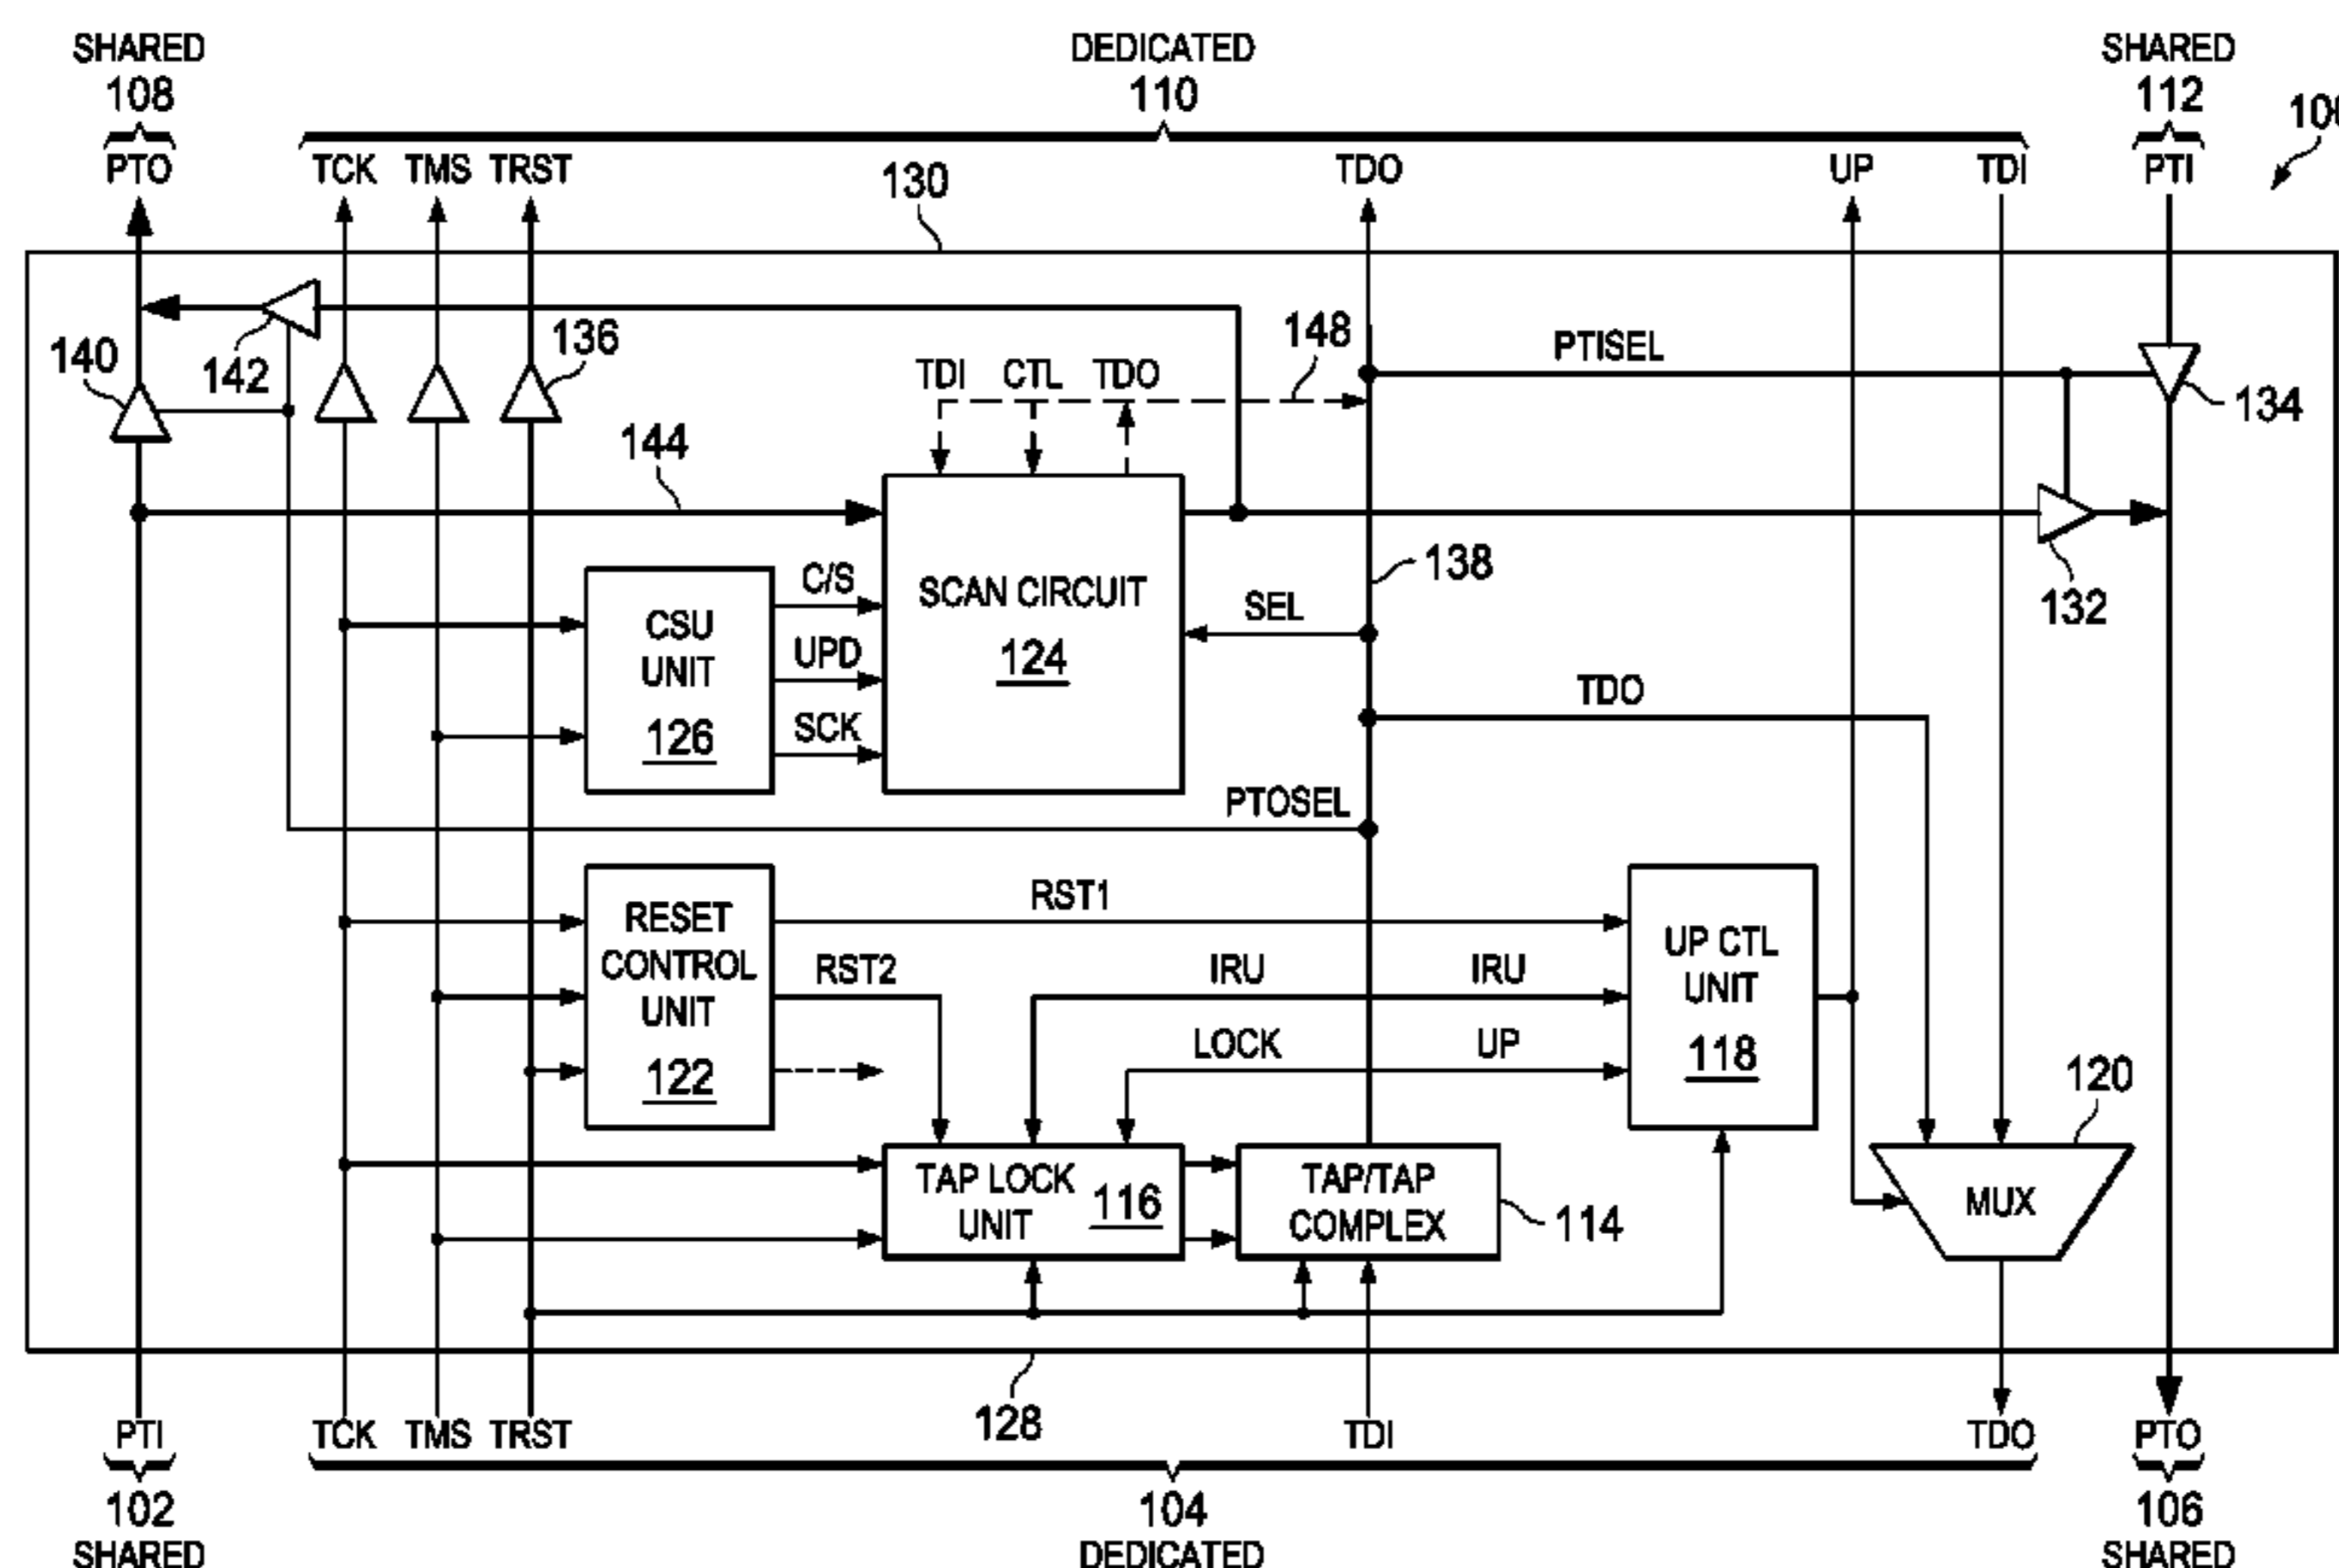 SHARED
DEDICATED
SHARED
108
110
112
PTO
TCK
TMS
TRST
TDO
UP
TDI
PTI
130
140
142
136
148
PTISEL
134
TDI
CTL
TDO
144
138
132
SCAN CIRCUIT
124
SEL
CSU
UNIT
126
C/S
UPD
SCK
TDO
PTOSEL
RESET
CONTROL
UNIT
122
RST1
RST2
IRU
IRU
LOCK
UP
UP CTL
UNIT
118
120
TAP LOCK
UNIT
116
TAP/TAP
COMPLEX
114
MUX
128
PTI
TCK
TMS
TRST
TDI
TDO
PTO
102
104
106
SHARED
DEDICATED
SHARED